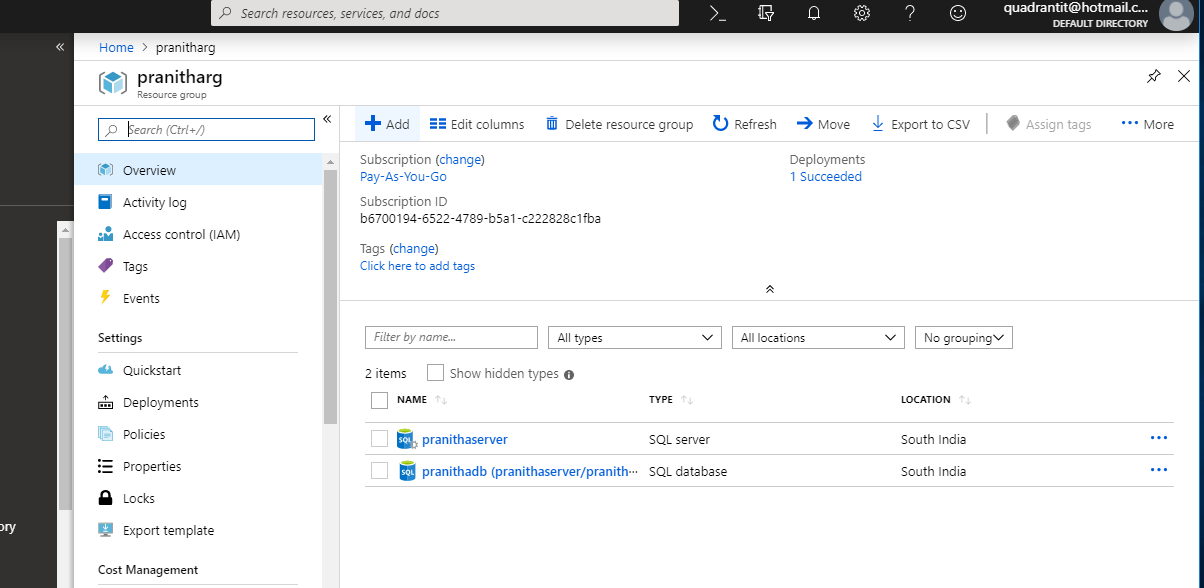 Search resources, services, and docs
quadrantit@hotmail.c...
DEFAULT DIRECTORY
Home > pranitharg
pranitharg
Resource group
Search (Ctrl+/)
Overview
Activity log
Access control (IAM)
Tags
Events
Settings
Quickstart
Deployments
Policies
Properties
Locks
Export template
Cost Management
ory
Add Edit columns Delete resource group Refresh Move Export to CSV Assign tags More
Subscription (change)
Pay-As-You-Go
Subscription ID
b6700194-6522-4789-b5a1-c222828c1fba
Tags (change)
Click here to add tags
Deployments
1 Succeeded
Filter by name... All types All locations No grouping
2 items Show hidden types
NAME TYPE LOCATION
pranithaserver SQL server South India
pranithadb (pranithaserver/pranith... SQL database South India